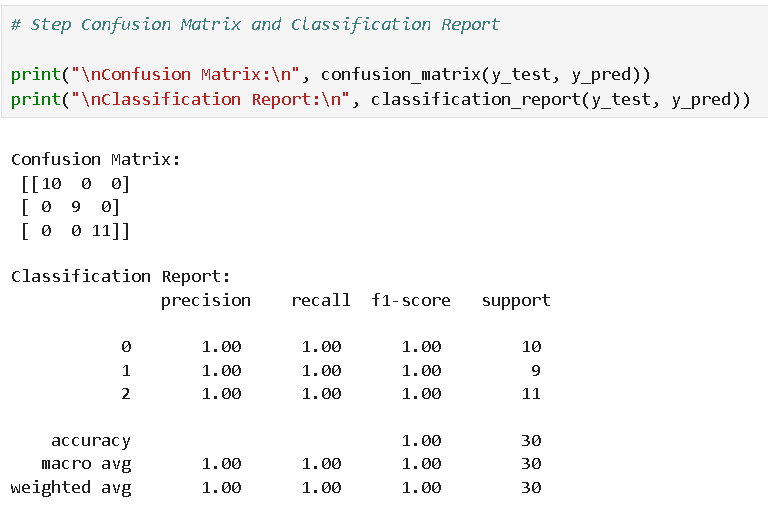 # Step Confusion Matrix and Classification Report
print("\nConfusion Matrix:\n", confusion_matrix(y_test, y_pred))
print("\nClassification Report:\n", classification_report(y_test, y_pred))
Confusion Matrix:
[[10 0 0]
[ 0 9 0]
[ 0 0 11]]
Classification Report:
precision recall f1-score support
0 1.00 1.00 1.00 10
1 1.00 1.00 1.00 9
2 1.00 1.00 1.00 11
accuracy 1.00 30
macro avg 1.00 1.00 1.00 30
weighted avg 1.00 1.00 1.00 30